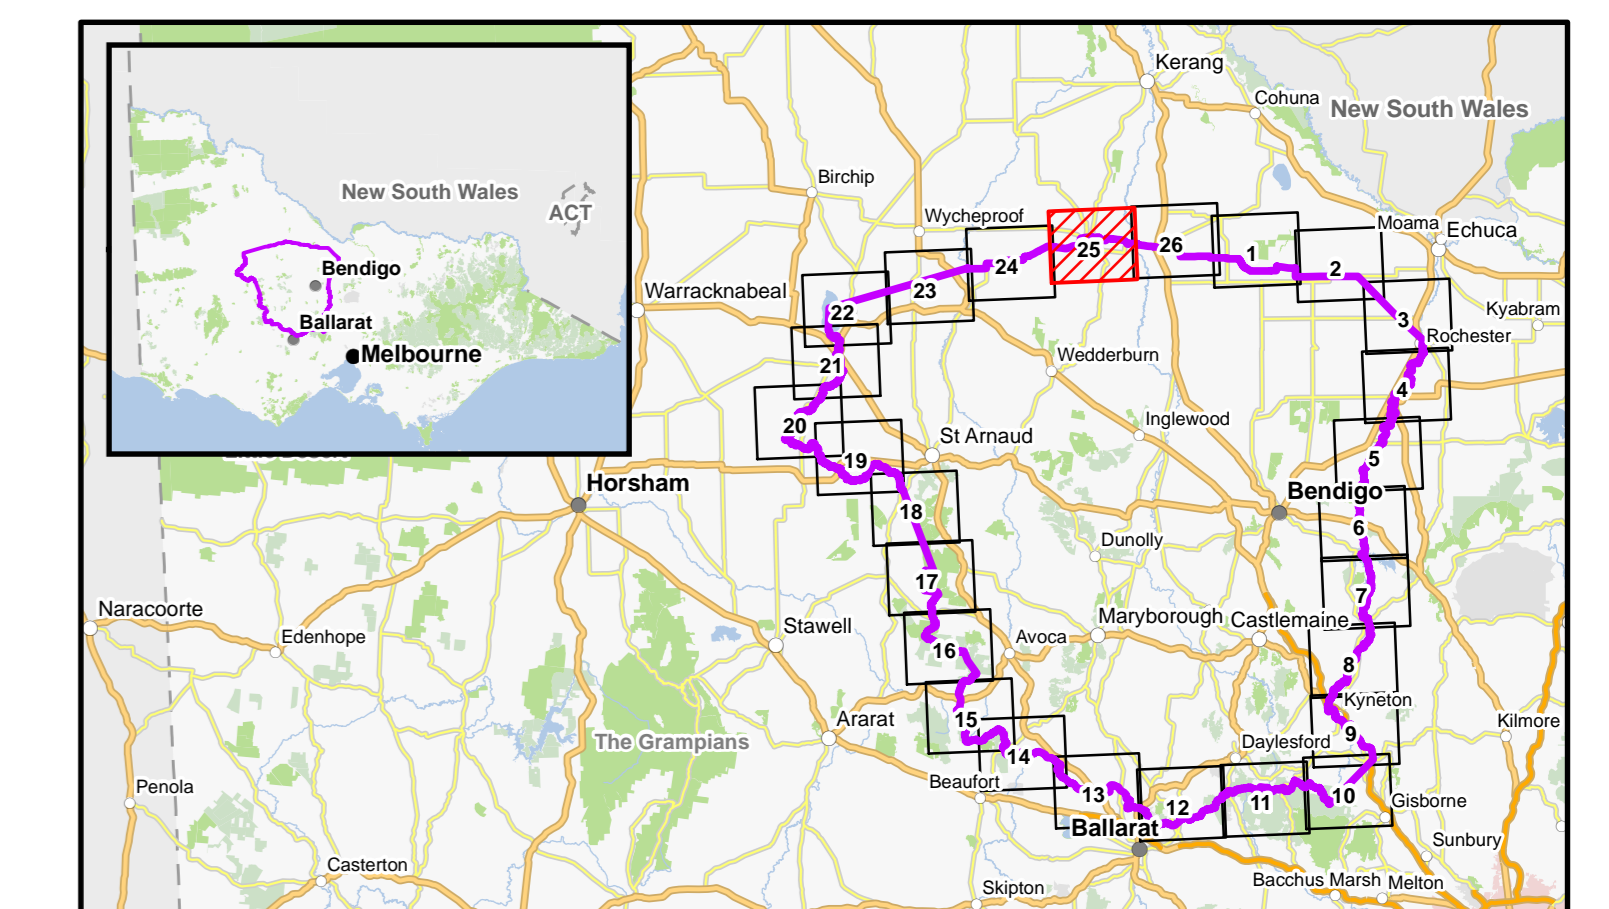 New South Wales
ACT
Bendigo
Ballarat
Melbourne
Kerang
Cohuna
New South Wales
Birchip
Wycheproof
Moama
Echuca
25
26
1
2
24
23
22
Warracknabeal
Kyabram
3
Rochester
Wedderburn
21
4
20
Inglewood
St Arnaud
19
5
Horsham
Bendigo
18
6
Dunolly
17
7
Naracoorte
Edenhope
Stawell
Avoca
Maryborough
Castlemaine
16
8
Kyneton
Ararat
15
Kilmore
The Grampians
9
Daylesford
14
Beaufort
13
12
11
10
Gisborne
Penola
Ballarat
Sunbury
Casterton
Skipton
Bacchus Marsh
Melton